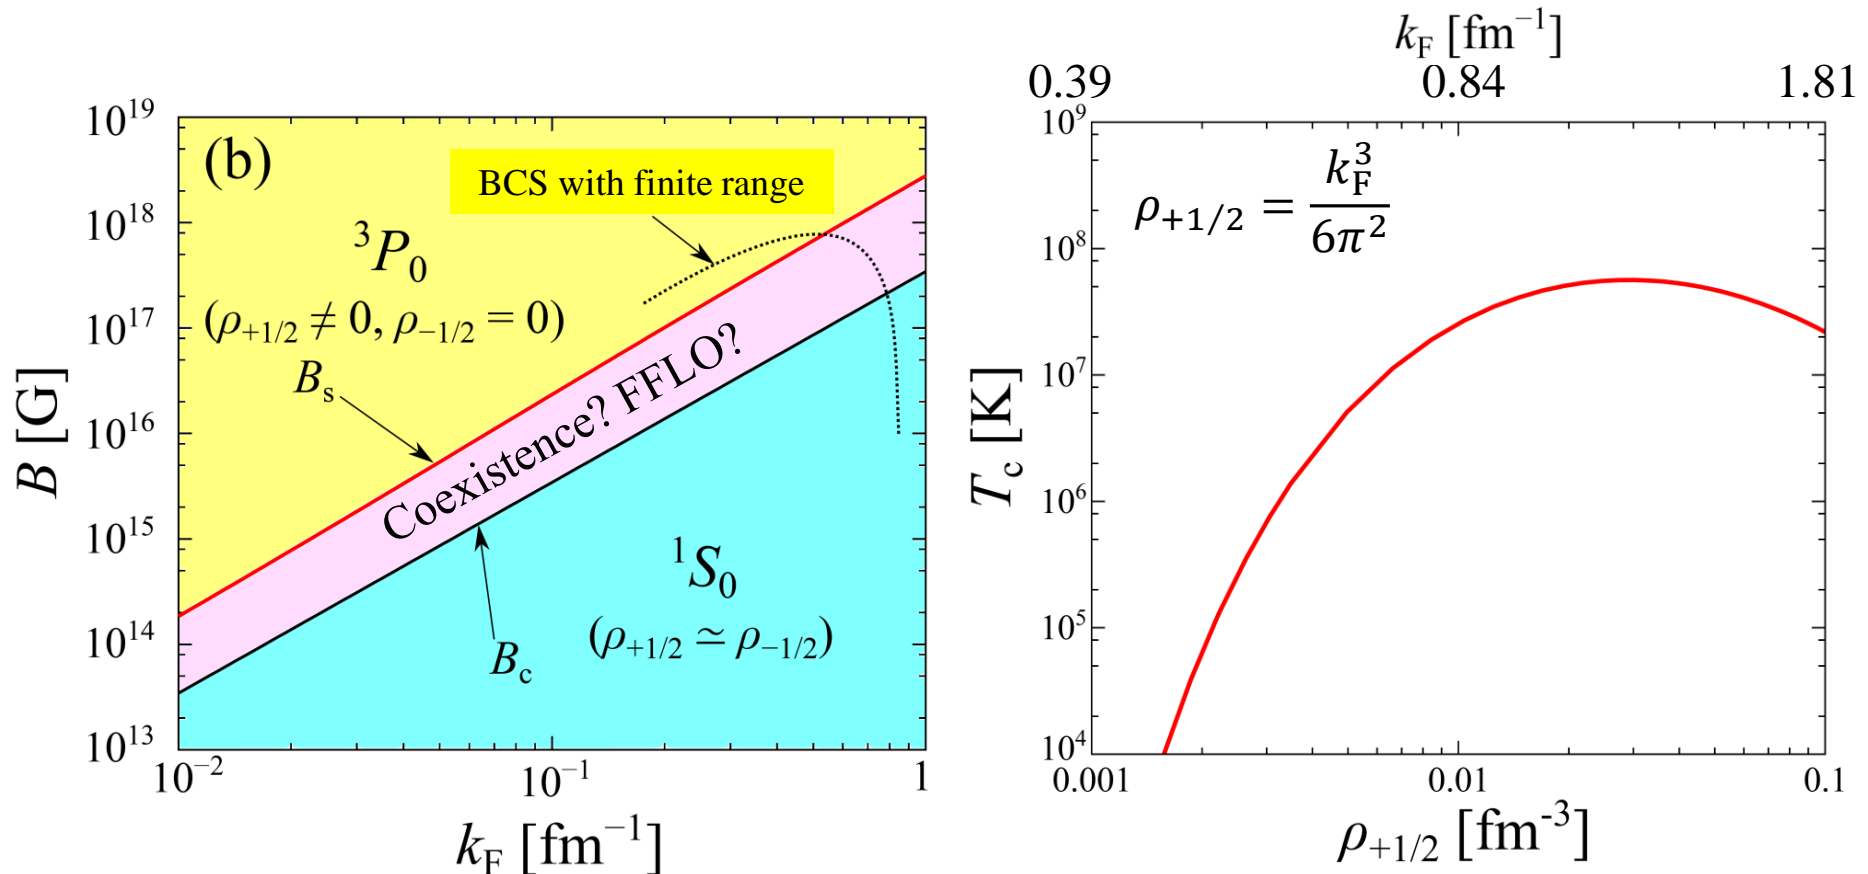 (b)
BCS with finite range
³P₀
(ρ₊₁/₂ ≠ 0, ρ₋₁/₂ = 0)
Bₛ
Coexistence? FFLO?
¹S₀
(ρ₊₁/₂ ≃ ρ₋₁/₂)
B_c
10¹⁹
10¹⁸
10¹⁷
10¹⁶
10¹⁵
10¹⁴
10¹³
B [G]
10⁻²
10⁻¹
1
k_F [fm⁻¹]
k_F [fm⁻¹]
0.39
0.84
1.81
ρ₊₁/₂ = k_F³ / 6π²
10⁹
10⁸
10⁷
10⁶
10⁵
10⁴
T_c [K]
0.001
0.01
0.1
ρ₊₁/₂ [fm⁻³]